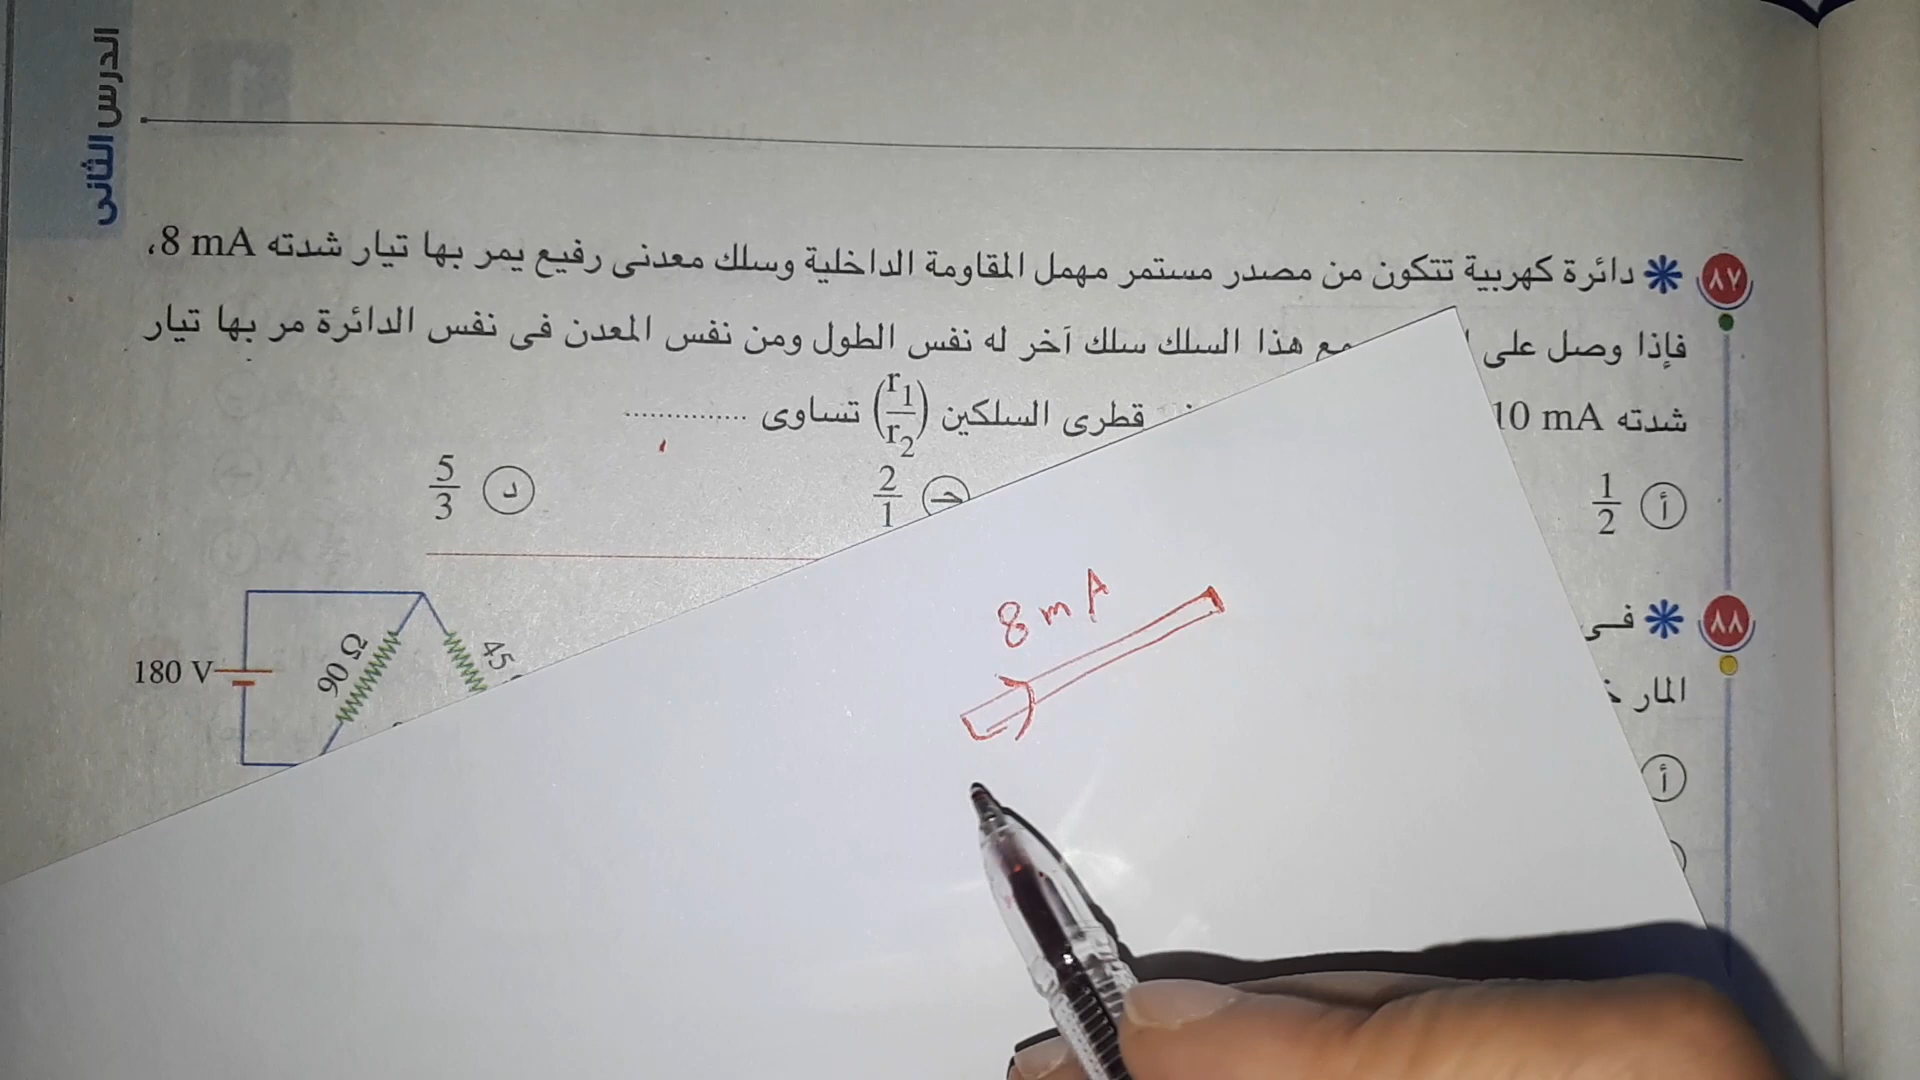 الدرس الثانى
٨٧ * دائرة كهربية تتكون من مصدر مستمر مهمل المقاومة الداخلية وسلك معدنى رفيع يمر بها تيار شدته 8 mA،
فإذا وصل على مع هذا السلك سلك آخر له نفس الطول ومن نفس المعدن فى نفس الدائرة مر بها تيار
شدته 10 mA قطرى السلكين (r1/r2) تساوى ...............
أ 1/2 جـ 2/1 د 5/3
8 mA
٨٨ * فى
المار
أ
180 V 90 Ω 45